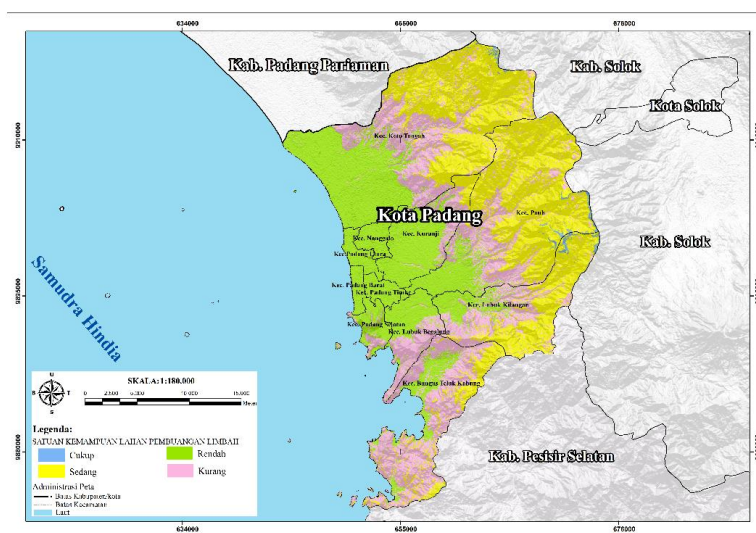 634000 655000 676000
Kab. Padang Pariaman
Kab. Solok
Kota Solok
Kec. Koto Tengah
Kota Padang
Kec. Pauh
Kec. Nanggalo
Kec. Kuranji
Kab. Solok
Kec. Padang Utara
Samudra Hindia
Kec. Padang Barat
Kec. Padang Timur
Kec. Lubuk Kilangan
Kec. Padang Selatan
Kec. Lubuk Begalung
Kec. Bungus Teluk Kabung
Kab. Pesisir Selatan
U
B T
S
SKALA: 1:180.000
0
Meter
Legenda:
SATUAN KEMAMPUAN LAHAN PEMBUANGAN LIMBAH
Cukup
Rendah
Sedang
Kurang
Administrasi Peta
Batas Kabupaten/kota
Batas Kecamatan
Laut
634000 655000 676000